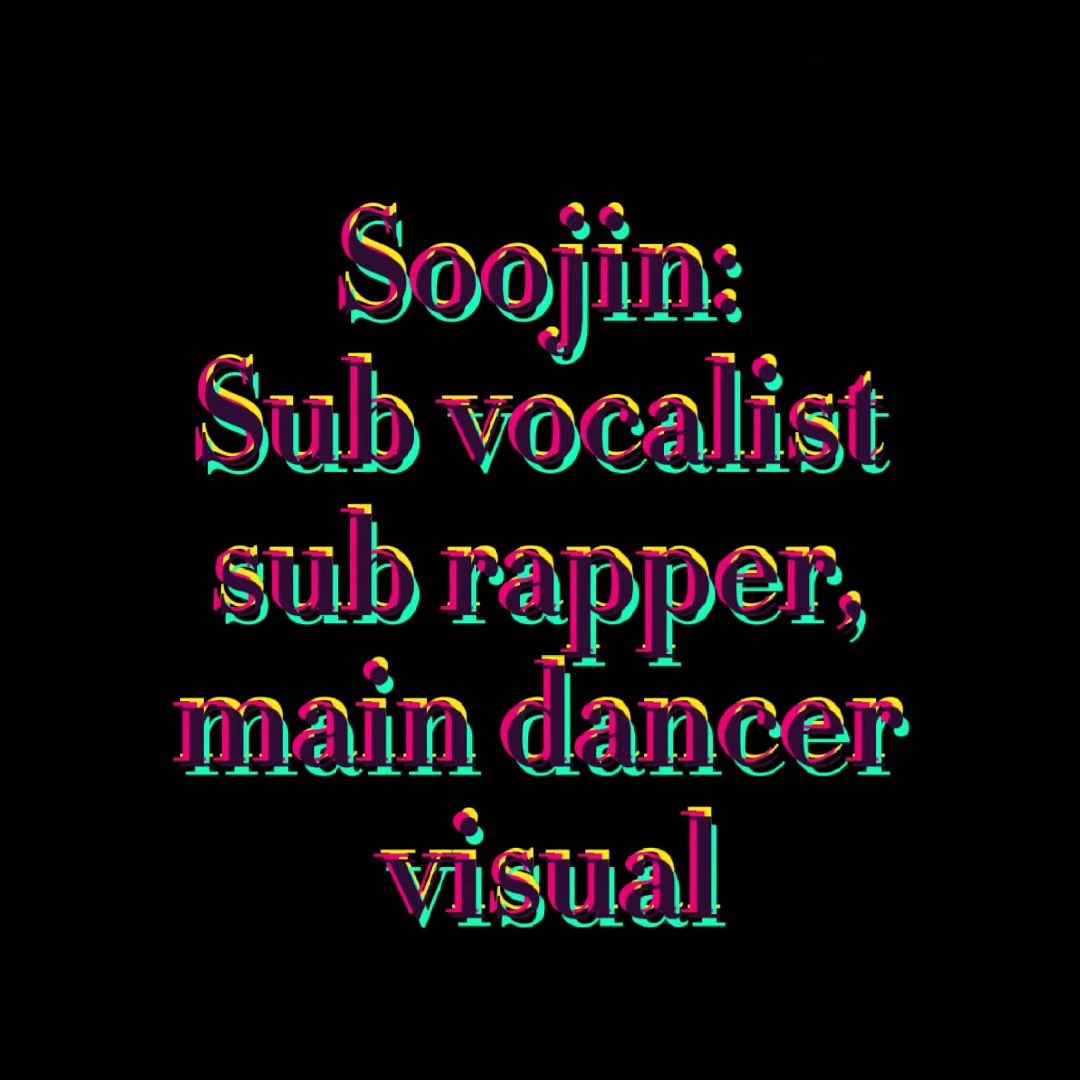 Soojin:
Sub vocalist
sub rapper,
main dancer
visual